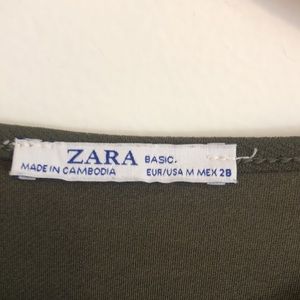 ZARA BASIC.
MADE IN CAMBODIA EUR/USA M MEX 28